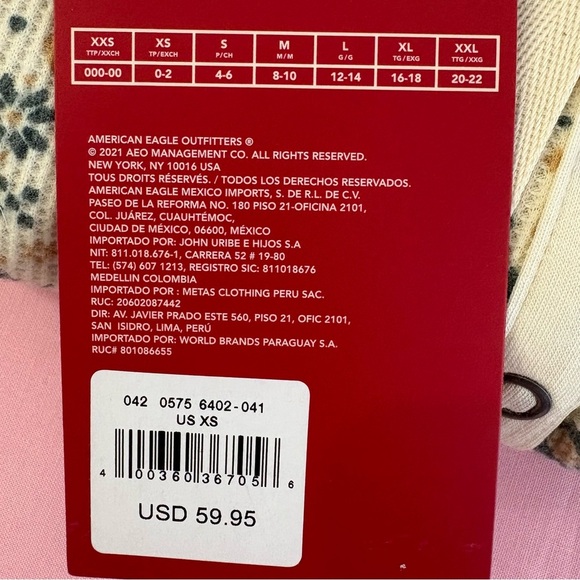 XXS XS S M L XL XXL
TTP/XXCH TP/EXCH P/CH M/M G/G TG/EXG TTG/XXG
000-00 0-2 4-6 8-10 12-14 16-18 20-22
AMERICAN EAGLE OUTFITTERS ®
© 2021 AEO MANAGEMENT CO. ALL RIGHTS RESERVED.
NEW YORK, NY 10016 USA
TOUS DROITS RÉSERVÉS. / TODOS LOS DERECHOS RESERVADOS.
AMERICAN EAGLE MEXICO IMPORTS, S. DE R.L. DE C.V.
PASEO DE LA REFORMA NO. 180 PISO 21-OFICINA 2101,
COL. JUÁREZ, CUAUHTÉMOC,
CIUDAD DE MÉXICO, 06600, MÉXICO
IMPORTADO POR: JOHN URIBE E HIJOS S.A
NIT: 811.018.676-1, CARRERA 52 # 19-80
TEL: (574) 607 1213, REGISTRO SIC: 811018676
MEDELLIN COLOMBIA
IMPORTADO POR : METAS CLOTHING PERU SAC.
RUC: 20602087442
DIR: AV. JAVIER PRADO ESTE 560, PISO 21, OFIC 2101,
SAN ISIDRO, LIMA, PERÚ
IMPORTADO POR: WORLD BRANDS PARAGUAY S.A.
RUC# 801086655
042 0575 6402-041
US XS
4 00360 36705 6
USD 59.95